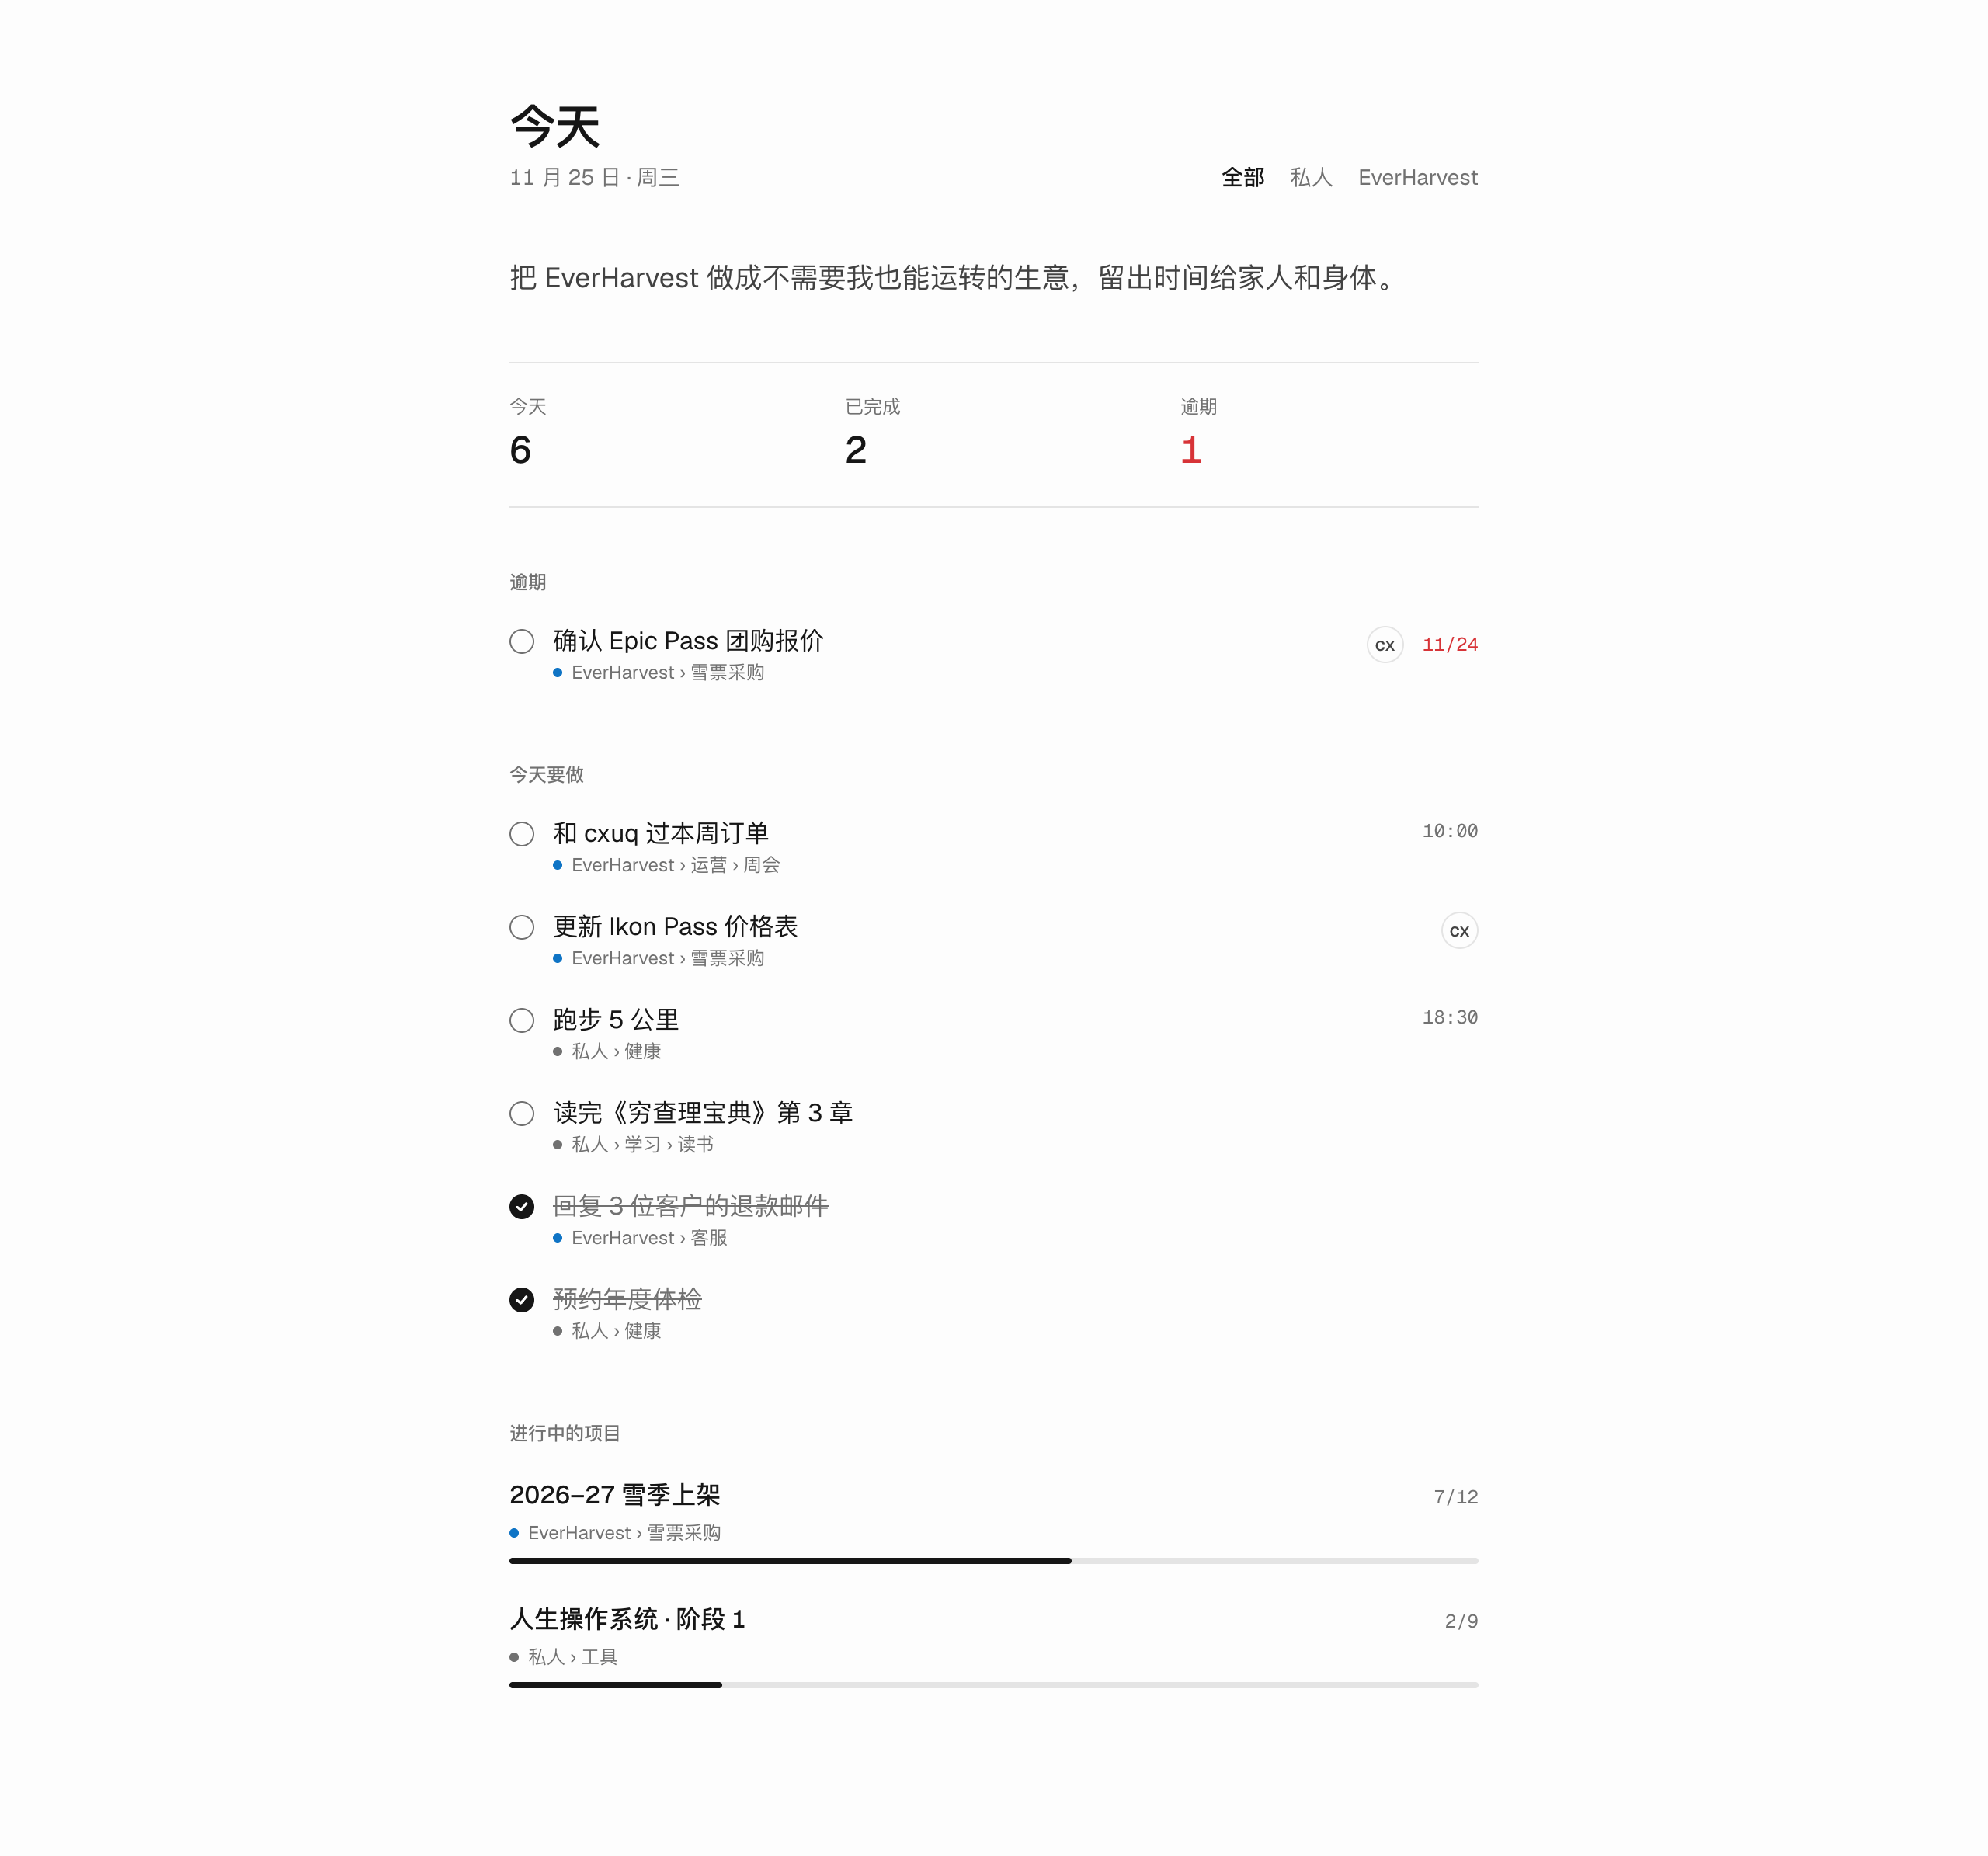 今天
11 月 25 日 · 周三
全部 私人 EverHarvest
把 EverHarvest 做成不需要我也能运转的生意，留出时间给家人和身体。
今天 已完成 逾期
6 2 1
逾期
确认 Epic Pass 团购报价 cx 11/24
EverHarvest › 雪票采购
今天要做
和 cxuq 过本周订单 10:00
EverHarvest › 运营 › 周会
更新 Ikon Pass 价格表 cx
EverHarvest › 雪票采购
跑步 5 公里 18:30
私人 › 健康
读完《穷查理宝典》第 3 章
私人 › 学习 › 读书
回复 3 位客户的退款邮件
EverHarvest › 客服
预约年度体检
私人 › 健康
进行中的项目
2026–27 雪季上架 7/12
EverHarvest › 雪票采购
人生操作系统 · 阶段 1 2/9
私人 › 工具